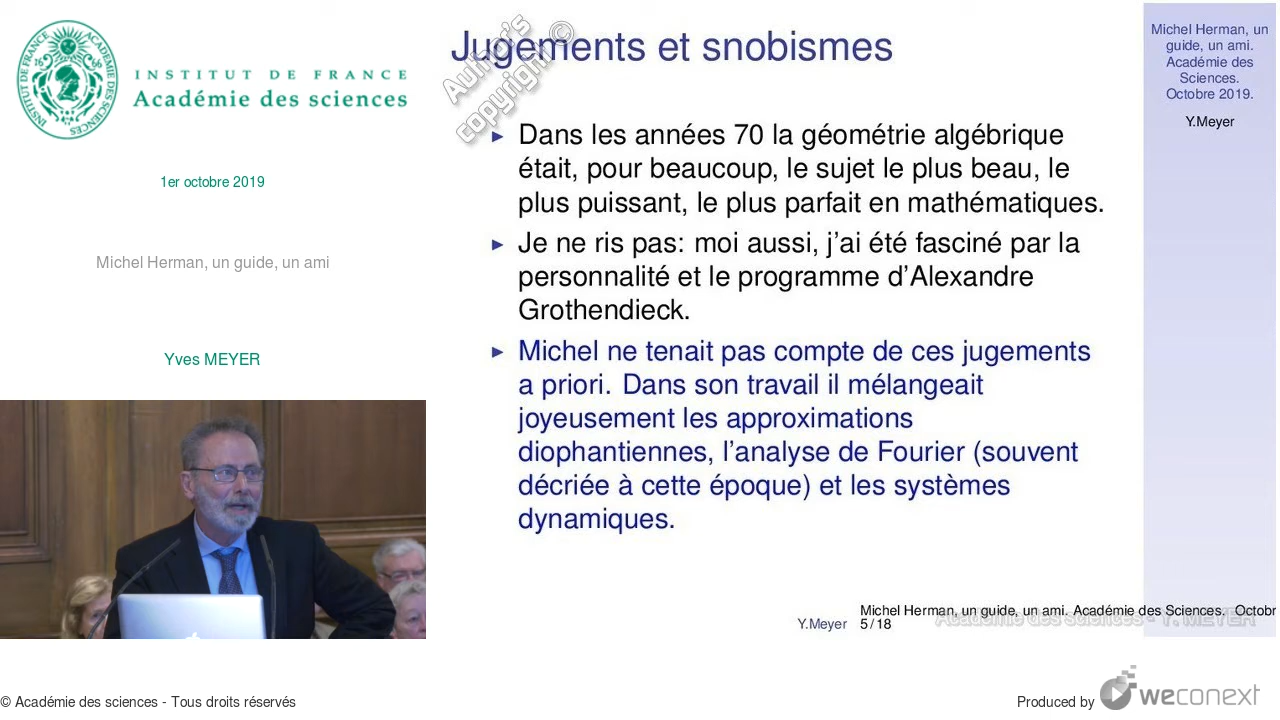 INSTITUT DE FRANCE
Académie des sciences
1er octobre 2019
Michel Herman, un guide, un ami
Yves MEYER
Jugements et snobismes
Author's
copyright ©
▶ Dans les années 70 la géométrie algébrique
était, pour beaucoup, le sujet le plus beau, le
plus puissant, le plus parfait en mathématiques.
▶ Je ne ris pas: moi aussi, j'ai été fasciné par la
personnalité et le programme d'Alexandre
Grothendieck.
▶ Michel ne tenait pas compte de ces jugements
a priori. Dans son travail il mélangeait
joyeusement les approximations
diophantiennes, l'analyse de Fourier (souvent
décriée à cette époque) et les systèmes
dynamiques.
Michel Herman, un
guide, un ami.
Académie des
Sciences.
Octobre 2019.
Y.Meyer
Michel Herman, un guide, un ami. Académie des Sciences. Octobr
Y.Meyer 5 / 18
Académie des sciences - Y. MEYER
© Académie des sciences - Tous droits réservés
Produced by weconext